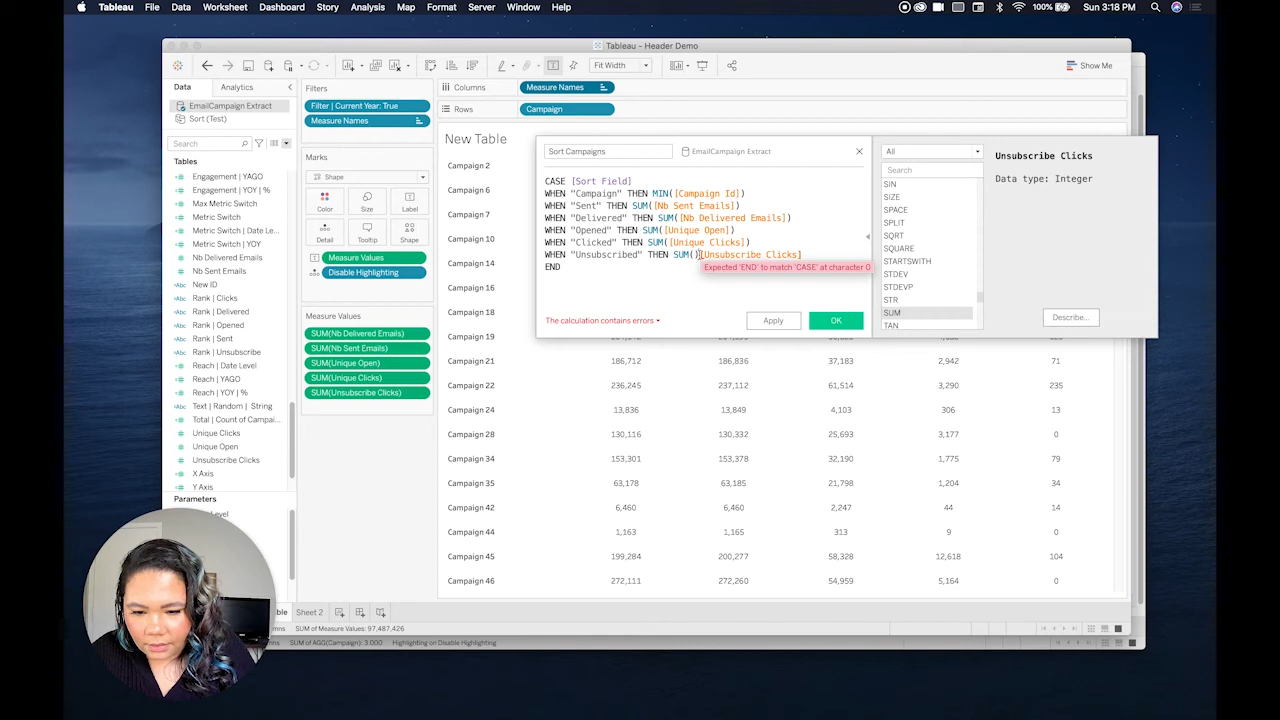 Tableau File Data Worksheet Dashboard Story Analysis Map Format Server Window Help
100% Sun 3:18 PM
Tableau - Header Demo
Fit Width
Show Me
Data Analytics
EmailCampaign Extract
Sort (Test)
Search
Tables
Engagement | YAGO
Engagement | YOY | %
Max Metric Switch
Metric Switch
Metric Switch | Date Le...
Metric Switch | YOY
Nb Delivered Emails
Nb Sent Emails
New ID
Rank | Clicks
Rank | Delivered
Rank | Opened
Rank | Sent
Rank | Unsubscribe
Reach | Date Level
Reach | YAGO
Reach | YOY | %
Text | Random | String
Total | Count of Campai...
Unique Clicks
Unique Open
Unsubscribe Clicks
X Axis
Y Axis
Parameters
Filters
Filter | Current Year: True
Measure Names
Marks
Shape
Color Size Label
Detail Tooltip Shape
Measure Values
Disable Highlighting
Measure Values
SUM(Nb Delivered Emails)
SUM(Nb Sent Emails)
SUM(Unique Open)
SUM(Unique Clicks)
SUM(Unsubscribe Clicks)
Columns Measure Names
Rows Campaign
New Table
Campaign 2
Campaign 6
Campaign 7
Campaign 10
Campaign 14
Campaign 16
Campaign 18
Campaign 19
Campaign 21 186,712 186,836 37,183 2,942 71
Campaign 22 236,245 237,112 61,514 3,290 235
Campaign 24 13,836 13,849 4,103 306 13
Campaign 28 130,116 130,332 25,693 3,177 0
Campaign 34 153,301 153,378 32,190 1,775 79
Campaign 35 63,178 63,185 21,798 1,204 34
Campaign 42 6,460 6,460 2,247 44 14
Campaign 44 1,163 1,165 313 9 0
Campaign 45 199,284 200,277 58,328 12,618 104
Campaign 46 272,111 272,260 54,959 5,164 0
Sort Campaigns
EmailCampaign Extract
CASE [Sort Field]
WHEN "Campaign" THEN MIN([Campaign Id])
WHEN "Sent" THEN SUM([Nb Sent Emails])
WHEN "Delivered" THEN SUM([Nb Delivered Emails])
WHEN "Opened" THEN SUM([Unique Open])
WHEN "Clicked" THEN SUM([Unique Clicks])
WHEN "Unsubscribed" THEN SUM()[Unsubscribe Clicks]
END
Expected 'END' to match 'CASE' at character 0
The calculation contains errors
Apply
OK
All
Search
SIN
SIZE
SPACE
SPLIT
SQRT
SQUARE
STARTSWITH
STDEV
STDEVP
STR
SUM
TAN
Unsubscribe Clicks
Data type: Integer
Describe...
Sheet 2
SUM of Measure Values: 97,487,426
SUM of AGG(Campaign): 3.000 Highlighting on Disable Highlighting